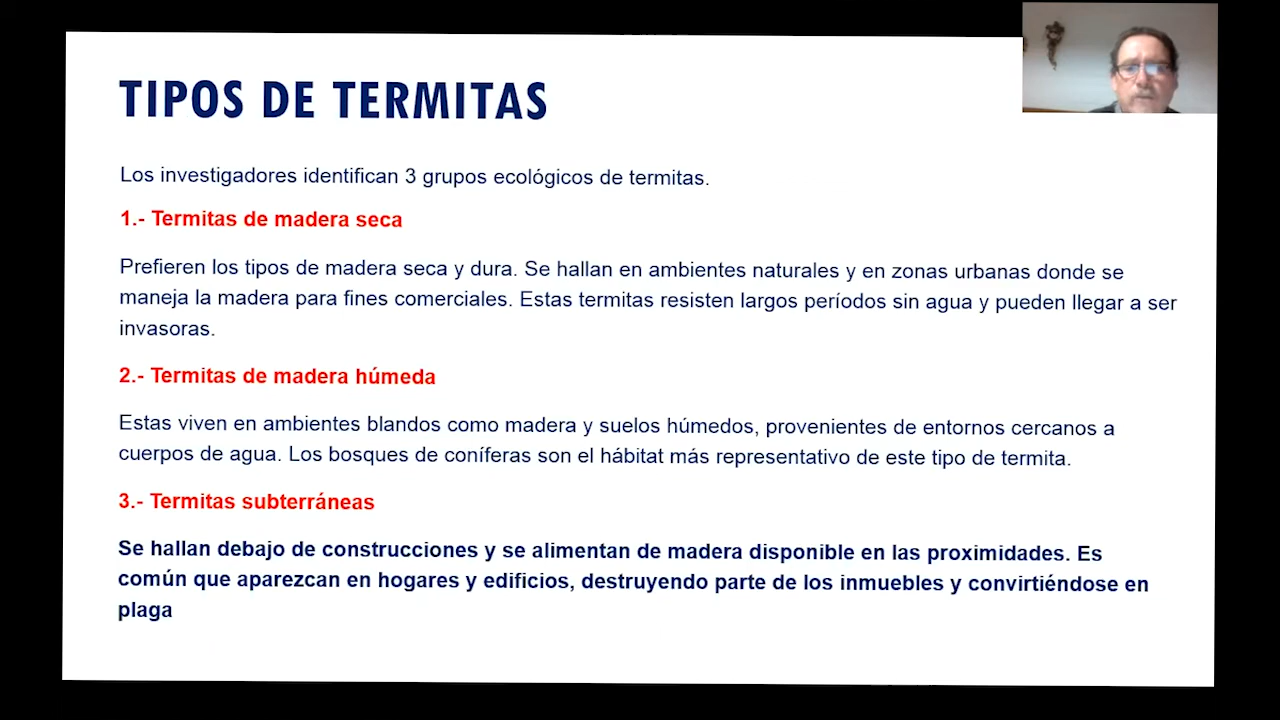 TIPOS DE TERMITAS
Los investigadores identifican 3 grupos ecológicos de termitas.
1.- Termitas de madera seca
Prefieren los tipos de madera seca y dura. Se hallan en ambientes naturales y en zonas urbanas donde se
maneja la madera para fines comerciales. Estas termitas resisten largos períodos sin agua y pueden llegar a ser
invasoras.
2.- Termitas de madera húmeda
Estas viven en ambientes blandos como madera y suelos húmedos, provenientes de entornos cercanos a
cuerpos de agua. Los bosques de coníferas son el hábitat más representativo de este tipo de termita.
3.- Termitas subterráneas
Se hallan debajo de construcciones y se alimentan de madera disponible en las proximidades. Es
común que aparezcan en hogares y edificios, destruyendo parte de los inmuebles y convirtiéndose en
plaga